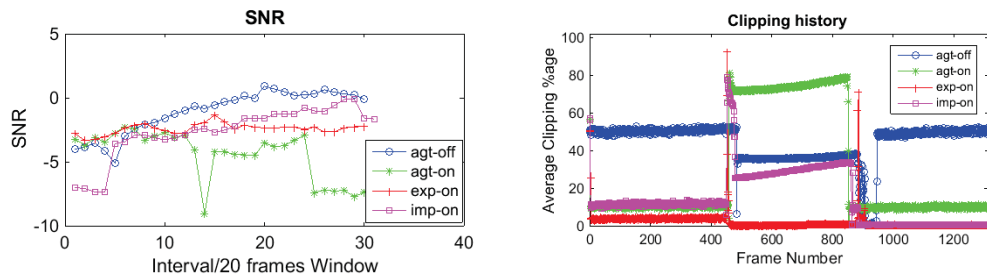 SNR
5
0
-5
-10
SNR
0
10
20
30
40
Interval/20 frames Window
agt-off
agt-on
exp-on
imp-on
Clipping history
100
80
60
40
20
0
Average Clipping %age
0
200
400
600
800
1000
1200
Frame Number
agt-off
agt-on
exp-on
imp-on